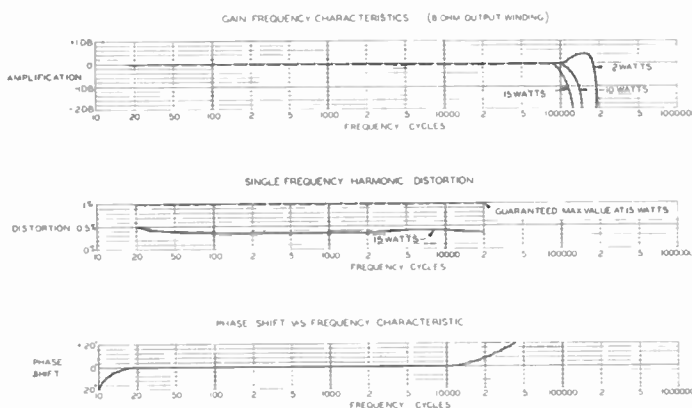 GAIN FREQUENCY CHARACTERISTICS (8 OHM OUTPUT WINDING)
+1DB
AMPLIFICATION 0
-1DB
-2DB
2 WATTS
15 WATTS 10 WATTS
10 20 50 100 2 5 1000 2 5 10000 2 5 100000 2 5 1000000
FREQUENCY CYCLES
SINGLE FREQUENCY HARMONIC DISTORTION
1%
GUARANTEED MAX VALUE AT 15 WATTS
DISTORTION 0.5%
15 WATTS
0%
10 20 50 100 2 5 1000 2 5 10000 2 5 100000 2 5 1000000
FREQUENCY CYCLES
PHASE SHIFT V/S FREQUENCY CHARACTERISTIC
+20°
PHASE SHIFT 0°
20°
10 20 50 100 2 5 1000 2 5 10000 2 5 100000 2 5
FREQUENCY CYCLES